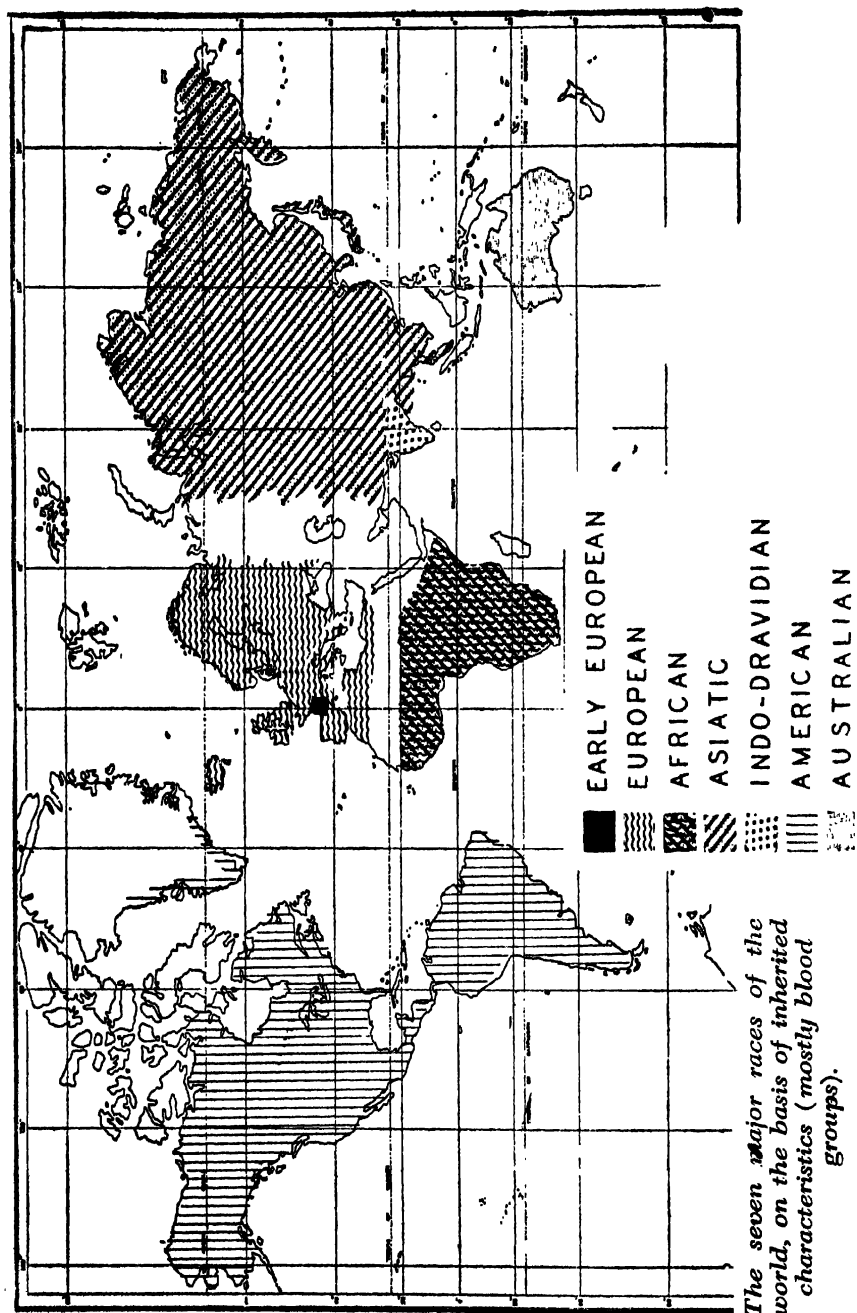 EARLY EUROPEAN
EUROPEAN
AFRICAN
ASIATIC
INDO-DRAVIDIAN
AMERICAN
AUSTRALIAN
The seven major races of the
world, on the basis of inherited
characteristics (mostly blood
groups).